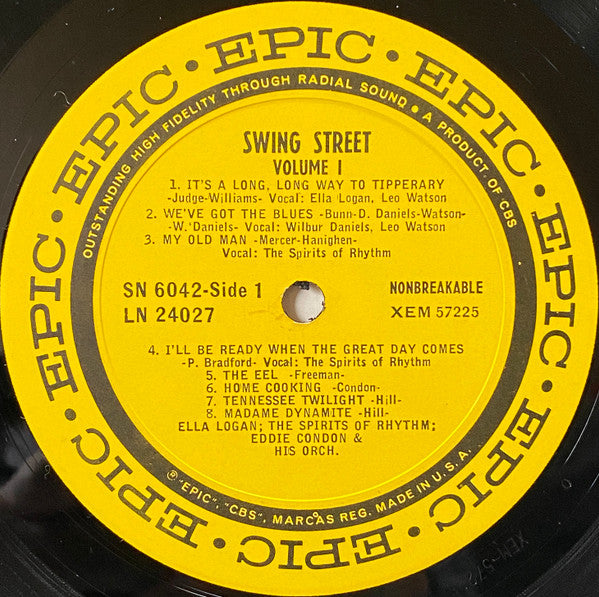 EPIC • EPIC • EPIC • EPIC • EPIC • EPIC • EPIC • EPIC •
OUTSTANDING HIGH FIDELITY THROUGH RADIAL SOUND • A PRODUCT OF CBS
SWING STREET
VOLUME I
1. IT'S A LONG, LONG WAY TO TIPPERARY
-Judge-Williams- Vocal: Ella Logan, Leo Watson
2. WE'VE GOT THE BLUES -Bunn-D. Daniels-Watson-
-W. Daniels- Vocal: Wilbur Daniels, Leo Watson
3. MY OLD MAN -Mercer-Hanighen-
Vocal: The Spirits of Rhythm
SN 6042-Side 1 NONBREAKABLE
LN 24027 XEM 57225
4. I'LL BE READY WHEN THE GREAT DAY COMES
-P. Bradford- Vocal: The Spirits of Rhythm
5. THE EEL -Freeman-
6. HOME COOKING -Condon-
7. TENNESSEE TWILIGHT -Hill-
8. MADAME DYNAMITE -Hill-
ELLA LOGAN; THE SPIRITS OF RHYTHM;
EDDIE CONDON &
HIS ORCH.
® "EPIC", "CBS", MARCAS REG. MADE IN U.S.A.